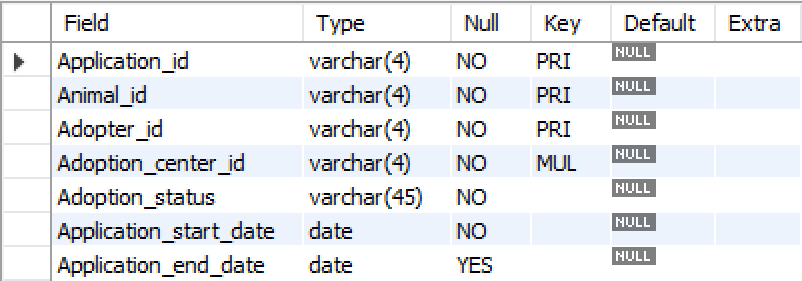 Field Type Null Key Default Extra
Application_id varchar(4) NO PRI NULL
Animal_id varchar(4) NO PRI NULL
Adopter_id varchar(4) NO PRI NULL
Adoption_center_id varchar(4) NO MUL NULL
Adoption_status varchar(45) NO NULL
Application_start_date date NO NULL
Application_end_date date YES NULL